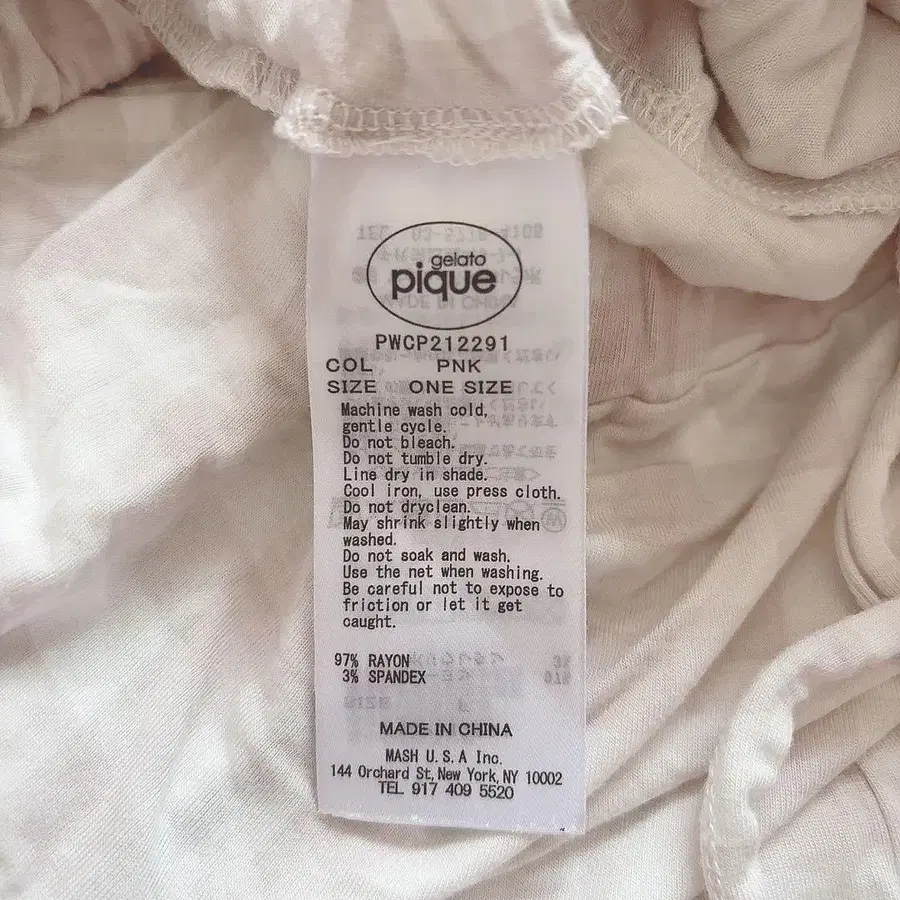 gelato
pique
PWCP212291
COL PNK
SIZE ONE SIZE
Machine wash cold,
gentle cycle.
Do not bleach.
Do not tumble dry.
Line dry in shade.
Cool iron, use press cloth.
Do not dryclean.
May shrink slightly when
washed.
Do not soak and wash.
Use the net when washing.
Be careful not to expose to
friction or let it get
caught.
97% RAYON
3% SPANDEX
MADE IN CHINA
MASH U.S.A Inc.
144 Orchard St, New York, NY 10002
TEL 917 409 5520